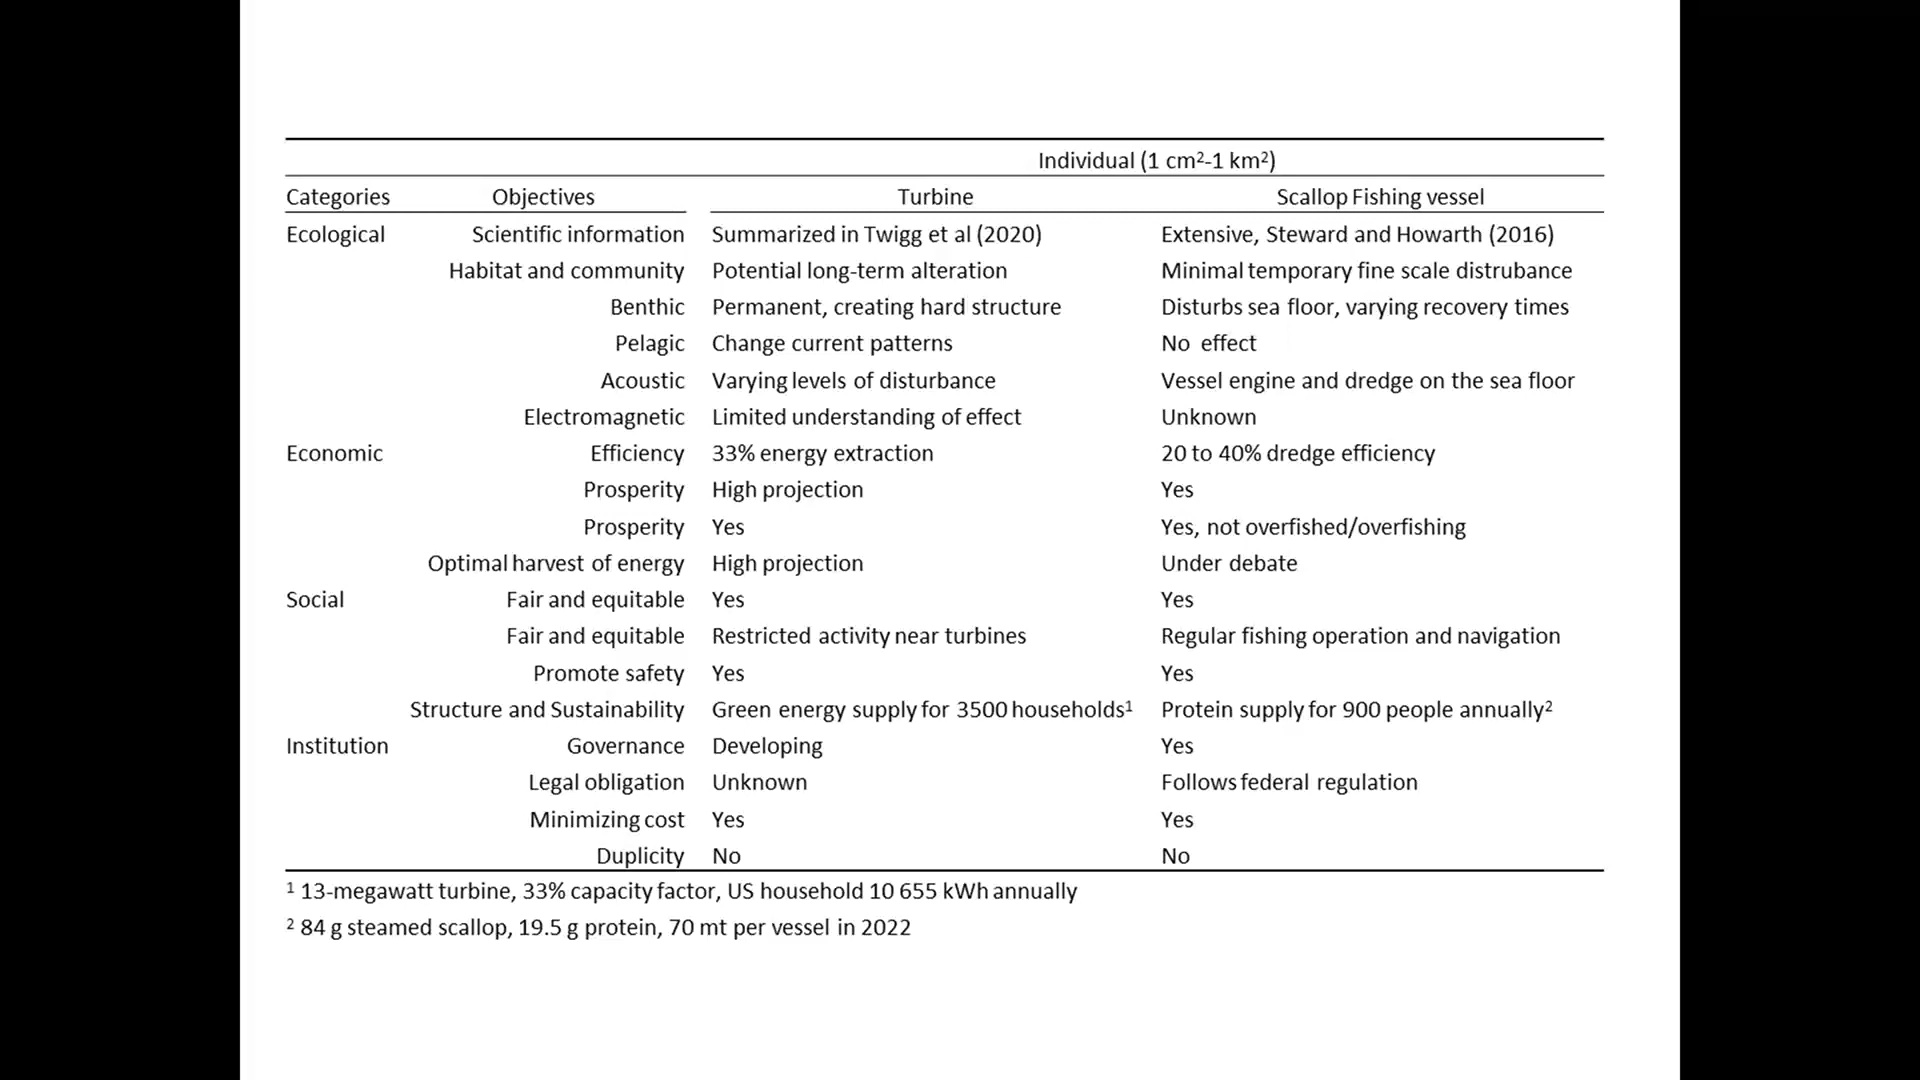 Individual (1 cm²-1 km²)
Categories Objectives Turbine Scallop Fishing vessel
Ecological Scientific information Summarized in Twigg et al (2020) Extensive, Steward and Howarth (2016)
Habitat and community Potential long-term alteration Minimal temporary fine scale distrubance
Benthic Permanent, creating hard structure Disturbs sea floor, varying recovery times
Pelagic Change current patterns No effect
Acoustic Varying levels of disturbance Vessel engine and dredge on the sea floor
Electromagnetic Limited understanding of effect Unknown
Economic Efficiency 33% energy extraction 20 to 40% dredge efficiency
Prosperity High projection Yes
Prosperity Yes Yes, not overfished/overfishing
Optimal harvest of energy High projection Under debate
Social Fair and equitable Yes Yes
Fair and equitable Restricted activity near turbines Regular fishing operation and navigation
Promote safety Yes Yes
Structure and Sustainability Green energy supply for 3500 households¹ Protein supply for 900 people annually²
Institution Governance Developing Yes
Legal obligation Unknown Follows federal regulation
Minimizing cost Yes Yes
Duplicity No No
¹ 13-megawatt turbine, 33% capacity factor, US household 10 655 kWh annually
² 84 g steamed scallop, 19.5 g protein, 70 mt per vessel in 2022